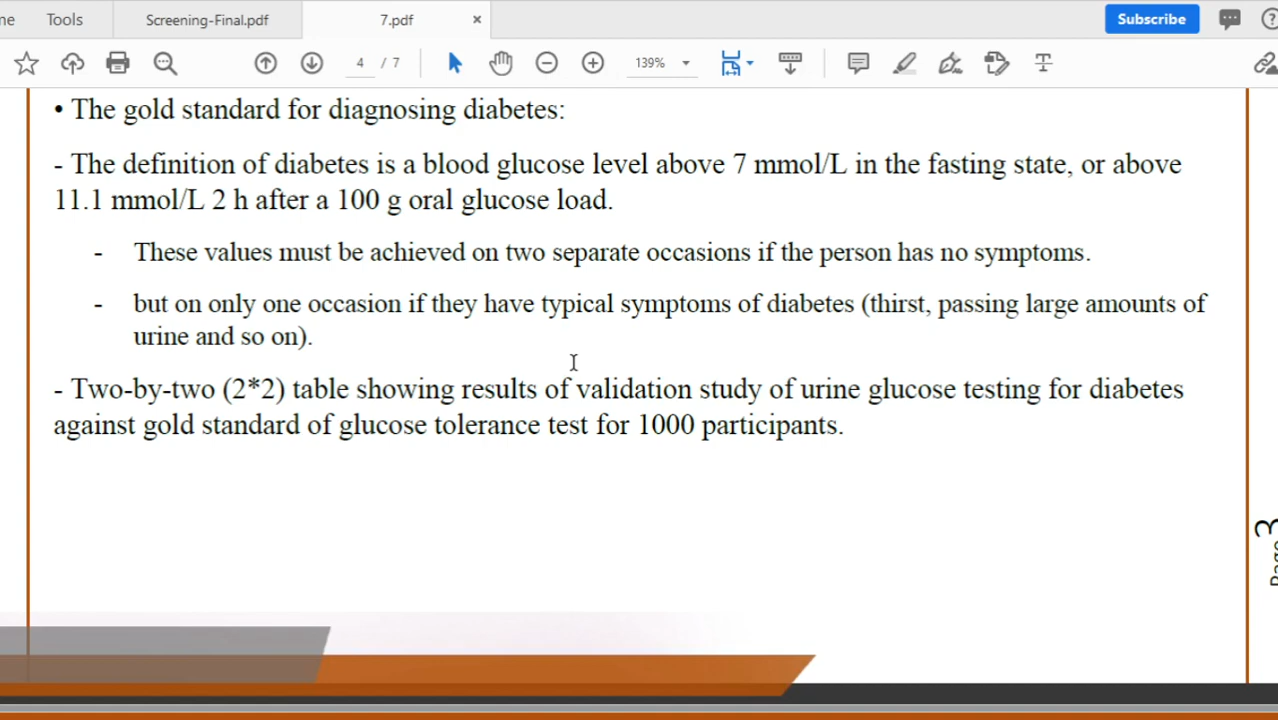 me Tools Screening-Final.pdf 7.pdf × Subscribe
4 / 7 139%
• The gold standard for diagnosing diabetes:
- The definition of diabetes is a blood glucose level above 7 mmol/L in the fasting state, or above
11.1 mmol/L 2 h after a 100 g oral glucose load.
- These values must be achieved on two separate occasions if the person has no symptoms.
- but on only one occasion if they have typical symptoms of diabetes (thirst, passing large amounts of
urine and so on).
- Two-by-two (2*2) table showing results of validation study of urine glucose testing for diabetes
against gold standard of glucose tolerance test for 1000 participants.
Page 3